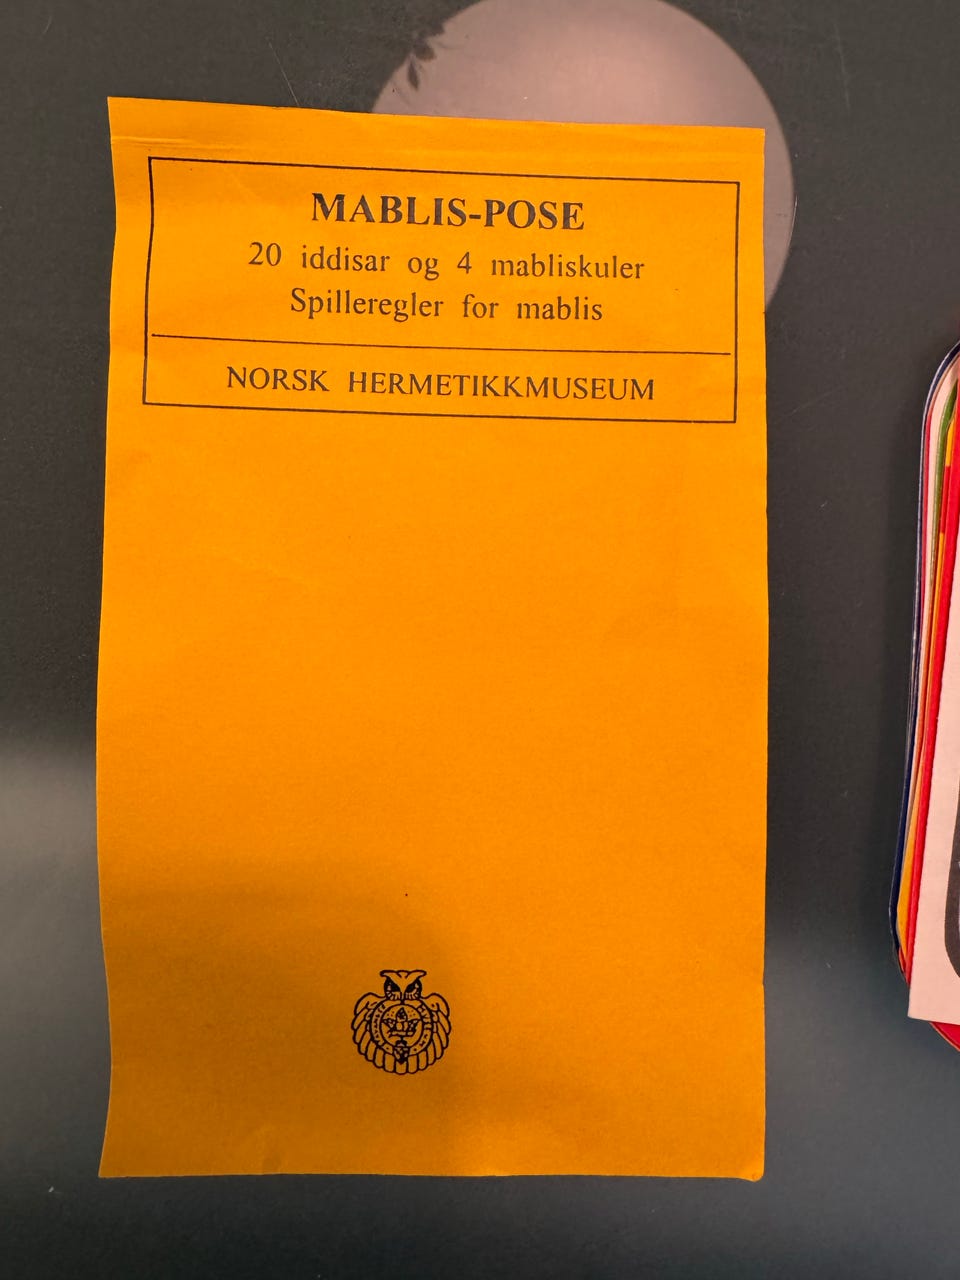 MABLIS-POSE
20 iddisar og 4 mabliskuler
Spilleregler for mablis
NORSK HERMETIKKMUSEUM